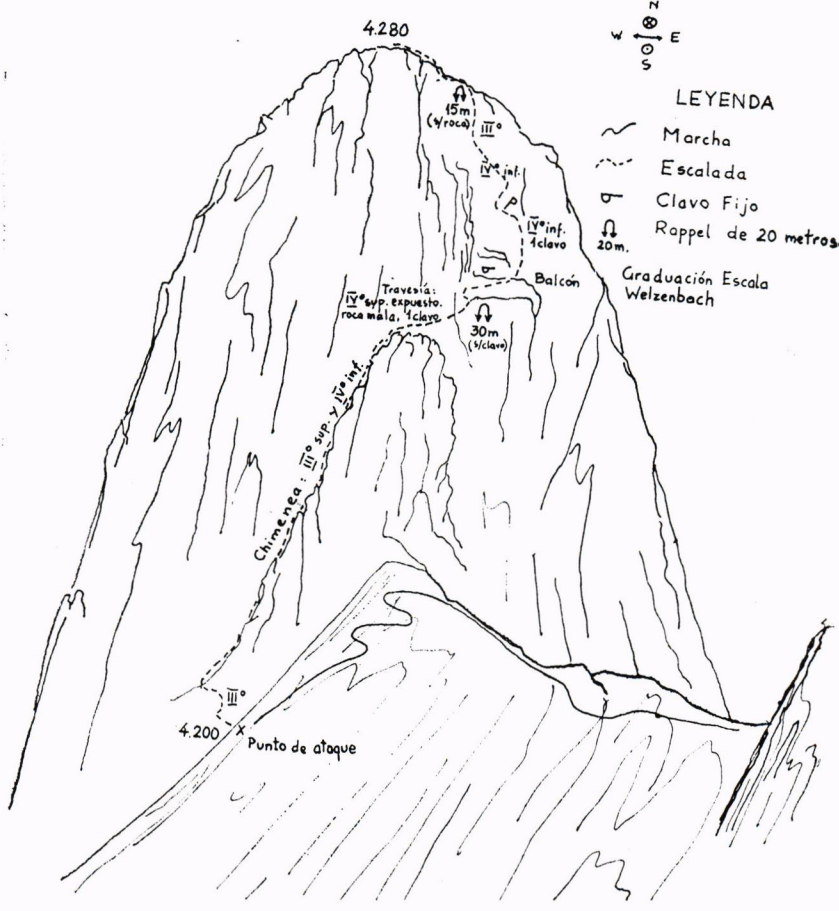 N
W E
S
4.280
LEYENDA
Marcha
Escalada
Clavo Fijo
20m. Rappel de 20 metros
Graduación Escala
Welzenbach
15m
(s/roca)
III°
IV° inf.
IV° inf.
1 clavo
Balcón
Travesía:
IV° sup. expuesto.
roca mala, 1 clavo
30m
(s/clavo)
Chimenea: III° sup. y IV° inf.
III°
4.200 x
Punto de ataque